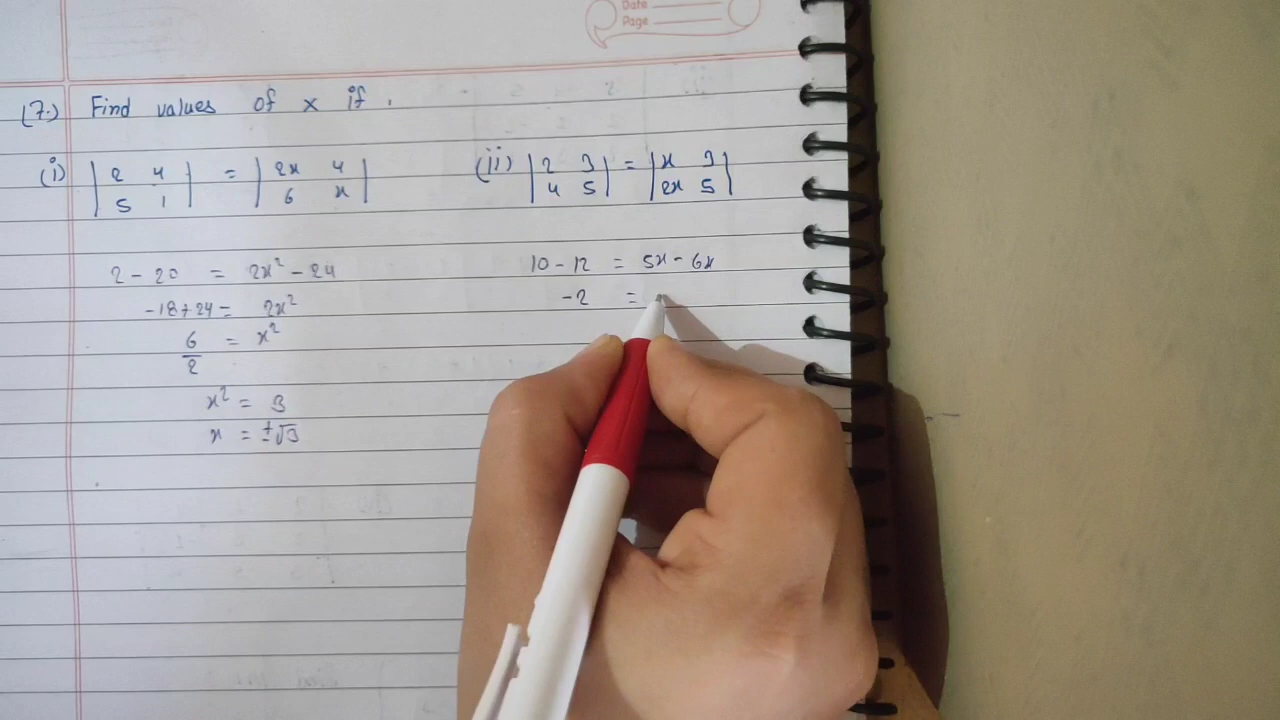 Date
Page
(7.) Find values of x if .
(i) | 2 4 | = | 2x 4 |
| 5 1 | | 6 x |
2 - 20 = 2x² - 24
-18 + 24 = 2x²
6/2 = x²
x² = 3
x = ±√3
(ii) | 2 3 | = | x 3 |
| 4 5 | | 2x 5 |
10 - 12 = 5x - 6x
-2 =